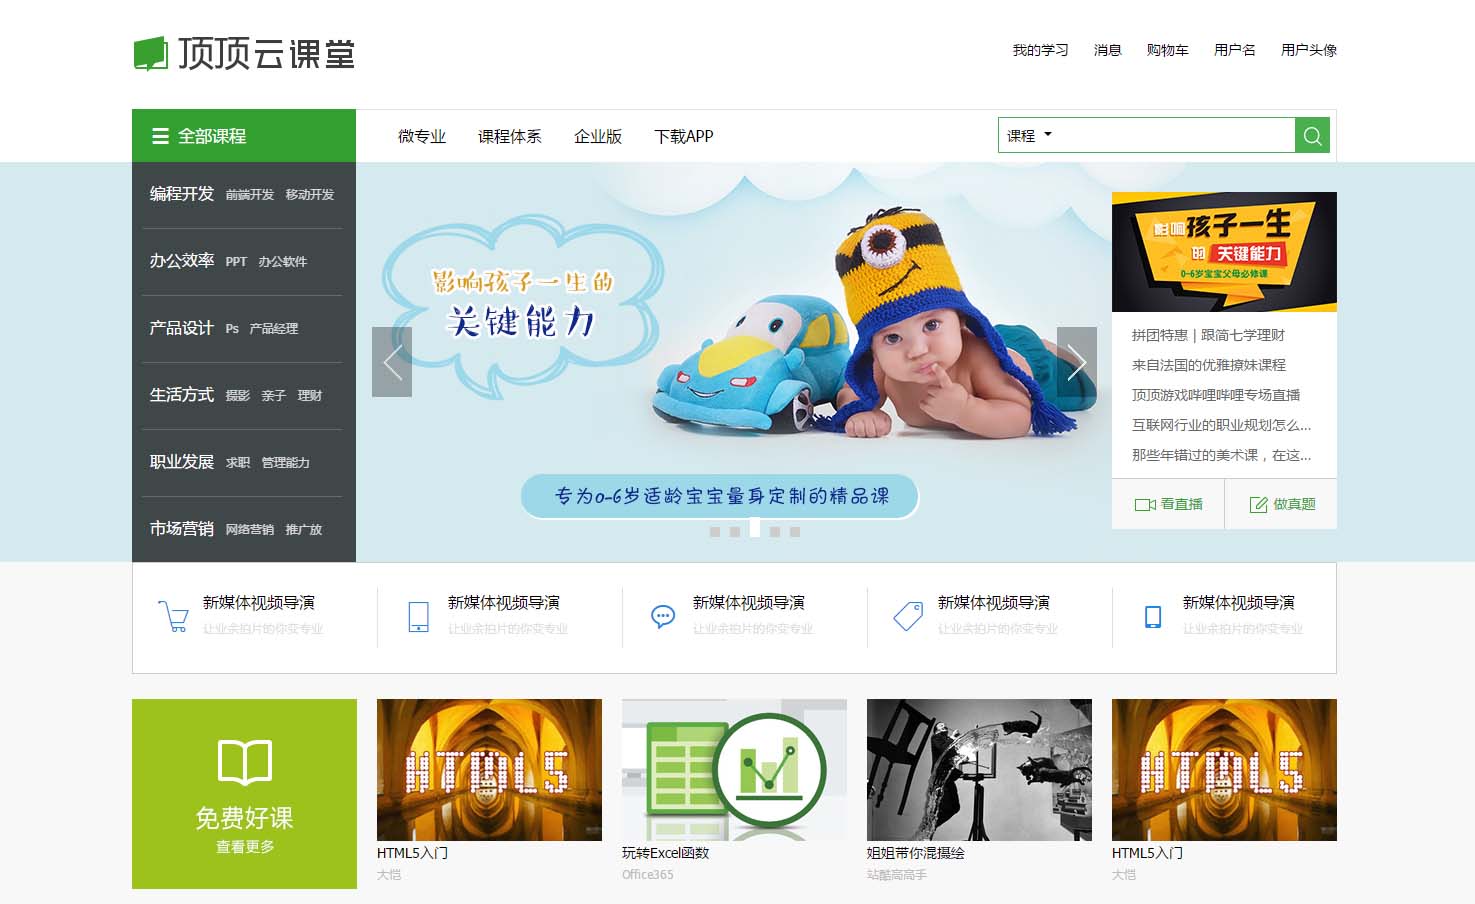 顶顶云课堂
我的学习 消息 购物车 用户名 用户头像
全部课程
微专业 课程体系 企业版 下载APP
课程
编程开发 前端开发 移动开发
办公效率 PPT 办公软件
产品设计 Ps 产品经理
生活方式 摄影 亲子 理财
职业发展 求职 管理能力
市场营销 网络营销 推广放
影响孩子一生的
关键能力
专为0-6岁适龄宝宝量身定制的精品课
影响孩子一生
的 关键能力
0-6岁宝宝父母必修课
拼团特惠 | 跟简七学理财
来自法国的优雅撩妹课程
顶顶游戏哔哩哔哩专场直播
互联网行业的职业规划怎么...
那些年错过的美术课，在这...
看直播 做真题
新媒体视频导演
让业余拍片的你变专业
新媒体视频导演
让业余拍片的你变专业
新媒体视频导演
让业余拍片的你变专业
新媒体视频导演
让业余拍片的你变专业
新媒体视频导演
让业余拍片的你变专业
免费好课
查看更多
HTML5
HTML5入门
大恺
玩转Excel函数
Office365
姐姐带你混摄绘
站酷高高手
HTML5
HTML5入门
大恺